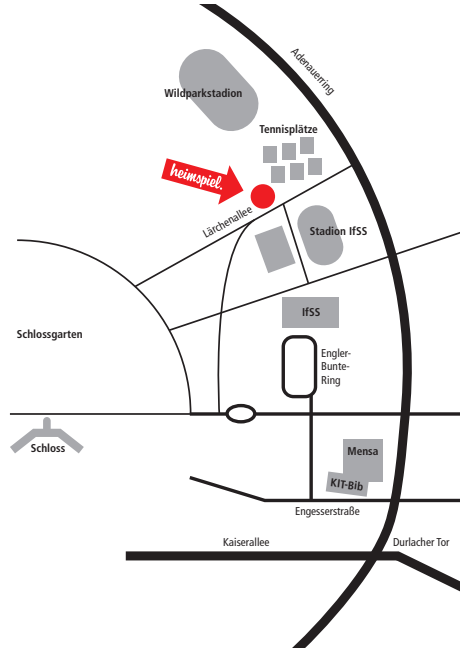 Adenauerring
Wildparkstadion
Tennisplätze
heimspiel.
Lärchenallee
Stadion IfSS
IfSS
Schlossgarten
Engler-
Bunte-
Ring
Schloss
Mensa
KIT-Bib
Engesserstraße
Kaiserallee
Durlacher Tor